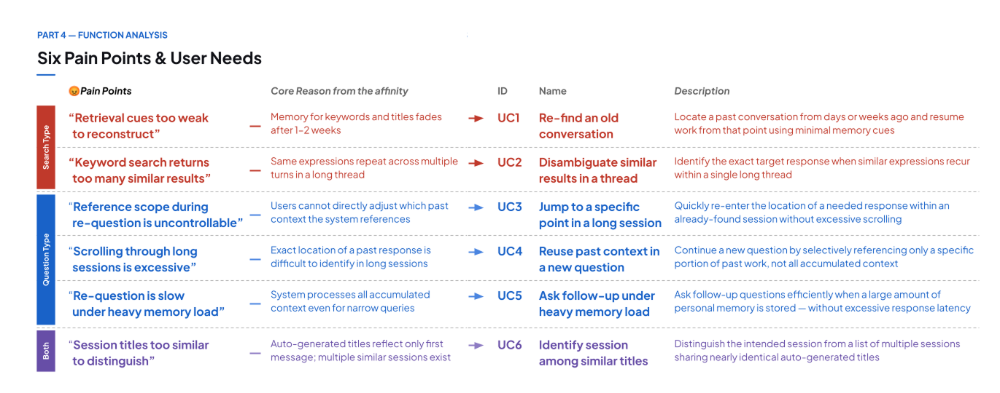 PART 4 — FUNCTION ANALYSIS
Six Pain Points & User Needs
😡Pain Points
Core Reason from the affinity
ID
Name
Description
Search Type
“Retrieval cues too weak
to reconstruct”
—
Memory for keywords and titles fades
after 1–2 weeks
UC1
Re-find an old
conversation
Locate a past conversation from days or weeks ago and resume
work from that point using minimal memory cues
“Keyword search returns
too many similar results”
—
Same expressions repeat across multiple
turns in a long thread
UC2
Disambiguate similar
results in a thread
Identify the exact target response when similar expressions recur
within a single long thread
Question Type
“Reference scope during
re-question is uncontrollable”
—
Users cannot directly adjust which past
context the system references
UC3
Jump to a specific
point in a long session
Quickly re-enter the location of a needed response within an
already-found session without excessive scrolling
“Scrolling through long
sessions is excessive”
—
Exact location of a past response is
difficult to identify in long sessions
UC4
Reuse past context in
a new question
Continue a new question by selectively referencing only a specific
portion of past work, not all accumulated context
“Re-question is slow
under heavy memory load”
—
System processes all accumulated
context even for narrow queries
UC5
Ask follow-up under
heavy memory load
Ask follow-up questions efficiently when a large amount of
personal memory is stored — without excessive response latency
Both
“Session titles too similar
to distinguish”
—
Auto-generated titles reflect only first
message; multiple similar sessions exist
UC6
Identify session
among similar titles
Distinguish the intended session from a list of multiple sessions
sharing nearly identical auto-generated titles